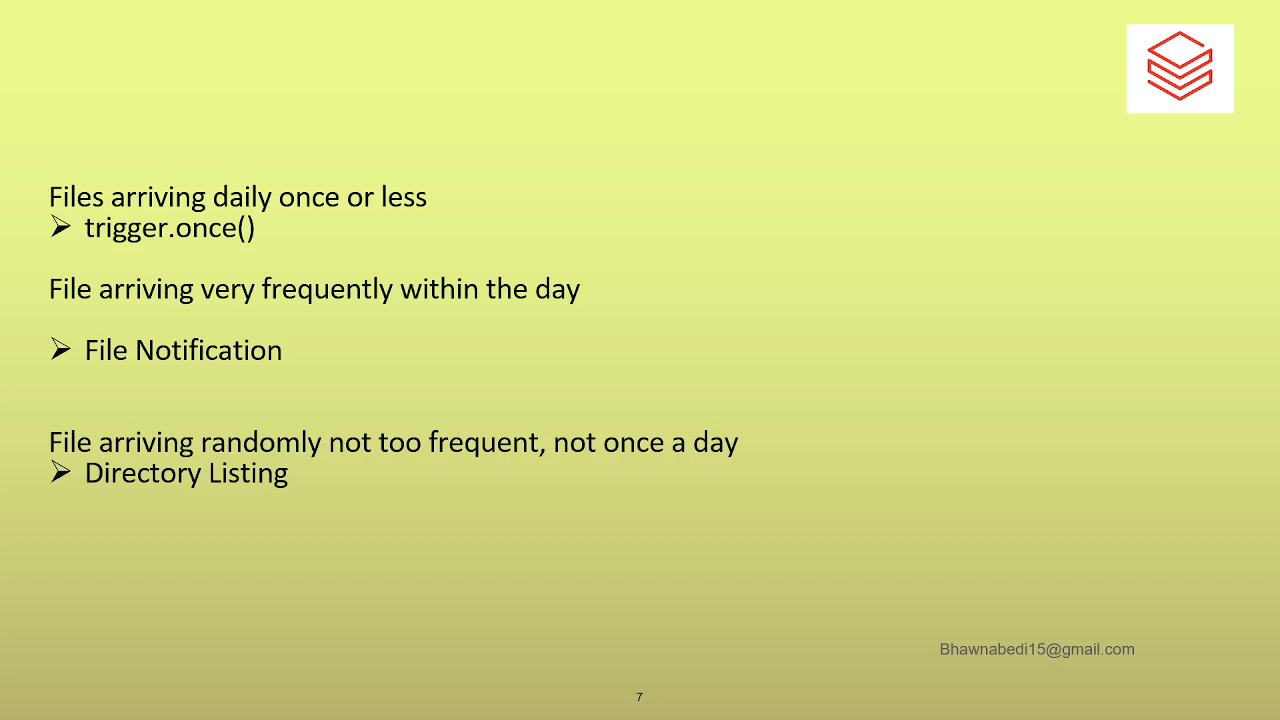 Files arriving daily once or less
➢ trigger.once()
File arriving very frequently within the day
➢ File Notification
File arriving randomly not too frequent, not once a day
➢ Directory Listing
Bhawnabedi15@gmail.com
7